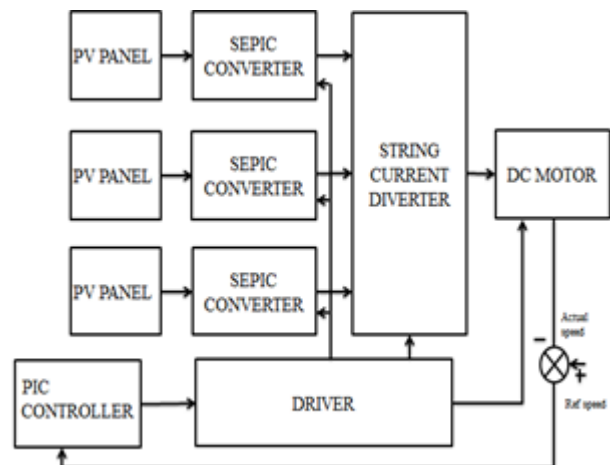 PV PANEL
SEPIC
CONVERTER
PV PANEL
SEPIC
CONVERTER
PV PANEL
SEPIC
CONVERTER
STRING
CURRENT
DIVERTER
DC MOTOR
Actual
speed
−
+
Ref speed
PIC
CONTROLLER
DRIVER